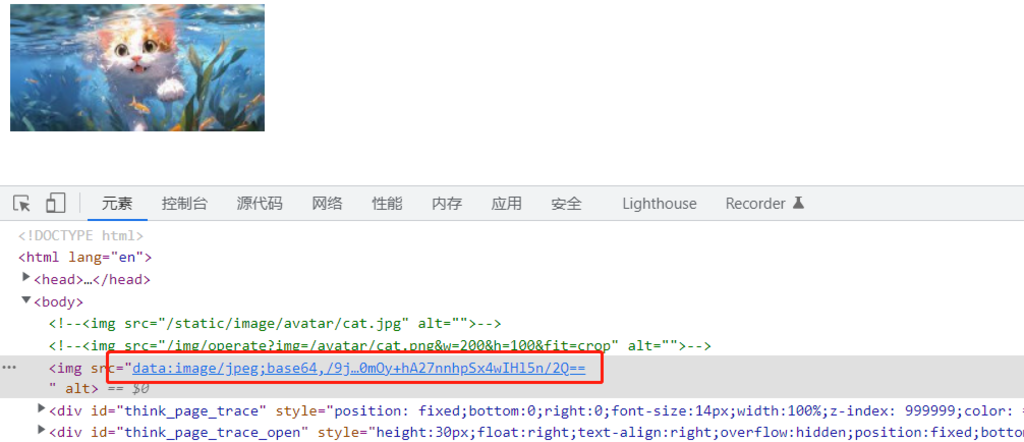 元素 控制台 源代码 网络 性能 内存 应用 安全 Lighthouse Recorder
<!DOCTYPE html>
<html lang="en">
<head>…</head>
<body>
<!--<img src="/static/image/avatar/cat.jpg" alt="">-->
<!--<img src="/img/operate?img=/avatar/cat.png&w=200&h=100&fit=crop" alt="">-->
<img src="data:image/jpeg;base64,/9j…0mOy+hA27nnhpSx4wIHl5n/2Q==
" alt> == $0
<div id="think_page_trace" style="position: fixed;bottom:0;right:0;font-size:14px;width:100%;z-index: 999999;color: =
<div id="think_page_trace_open" style="height:30px;float:right;text-align:right;overflow:hidden;position:fixed;bottom